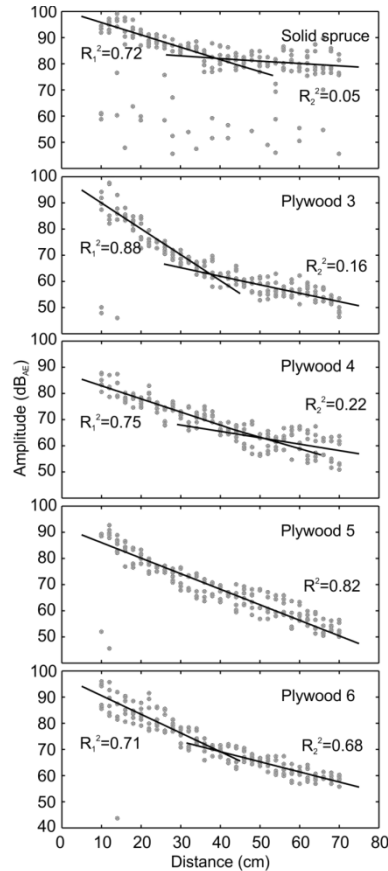 100
90
80
70
60
50
Solid spruce
R₁²=0.72
R₂²=0.05
100
90
80
70
60
50
Plywood 3
R₁²=0.88
R₂²=0.16
Amplitude (dB_AE)
90
80
70
60
50
Plywood 4
R₁²=0.75
R₂²=0.22
90
80
70
60
50
Plywood 5
R²=0.82
90
80
70
60
50
40
Plywood 6
R₁²=0.71
R₂²=0.68
0 10 20 30 40 50 60 70 80
Distance (cm)